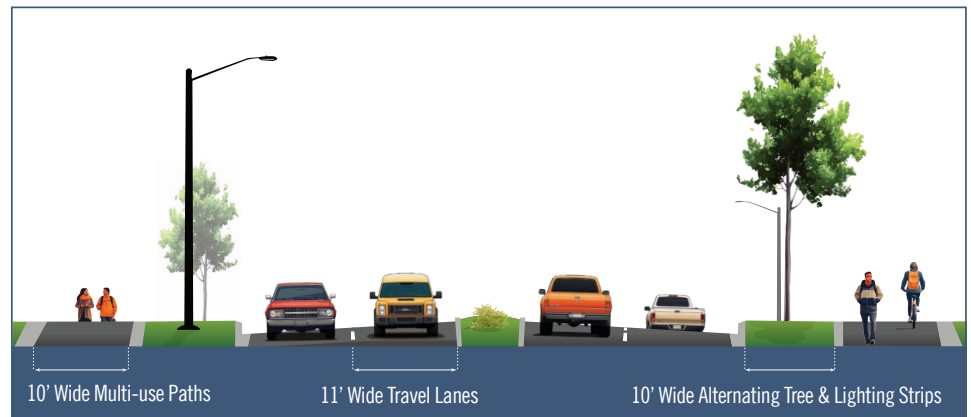 10’ Wide Multi-use Paths
11’ Wide Travel Lanes
10’ Wide Alternating Tree & Lighting Strips